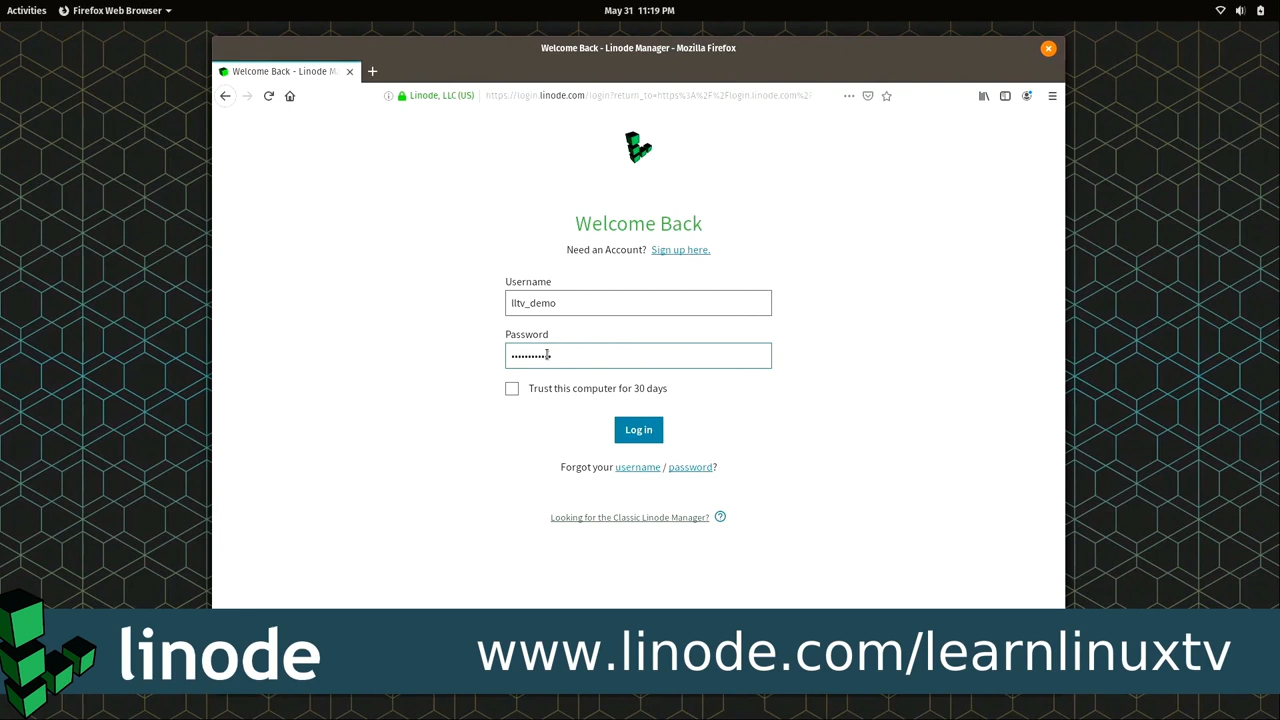 Activities
Firefox Web Browser
May 31 11:19 PM
Welcome Back - Linode Manager - Mozilla Firefox
Welcome Back - Linode M
Linode, LLC (US)
https://login.linode.com/login?return_to=https%3A%2F%2Flogin.linode.com%2F
Welcome Back
Need an Account? Sign up here.
Username
lltv_demo
Password
Trust this computer for 30 days
Log in
Forgot your username / password?
Looking for the Classic Linode Manager?
linode
www.linode.com/learnlinuxtv